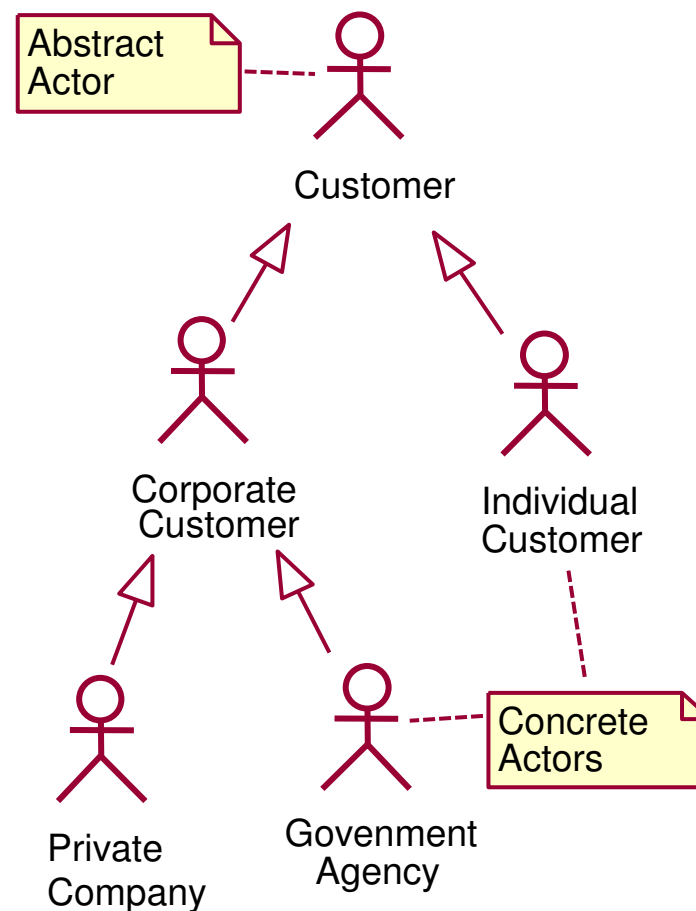 Abstract
Actor
Customer
Corporate
Customer
Individual
Customer
Concrete
Actors
Private
Company
Govenment
Agency